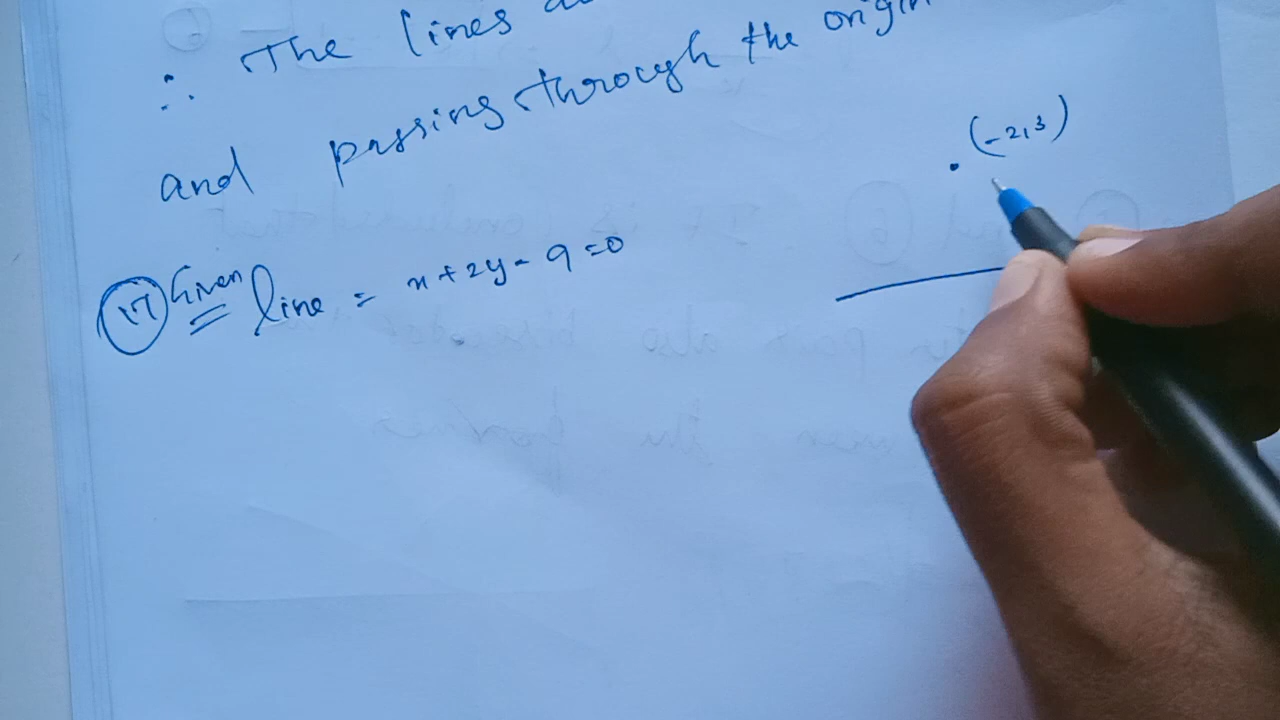 ∴ The lines
and passing through the origin
(-2,3)
(17) Given line = x + 2y - 9 = 0